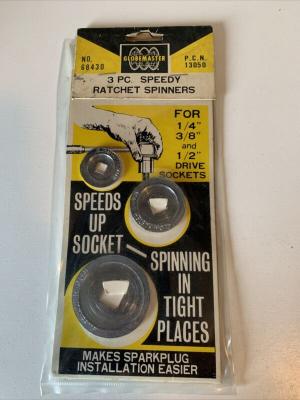 GLOBEMASTER
NO. 68430
P.C.N. 13050
3 PC. SPEEDY
RATCHET SPINNERS
FOR
1/4"
3/8"
and
1/2"
DRIVE
SOCKETS
SPEEDS
UP
SOCKET
SPINNING
IN
TIGHT
PLACES
MAKES SPARKPLUG
INSTALLATION EASIER